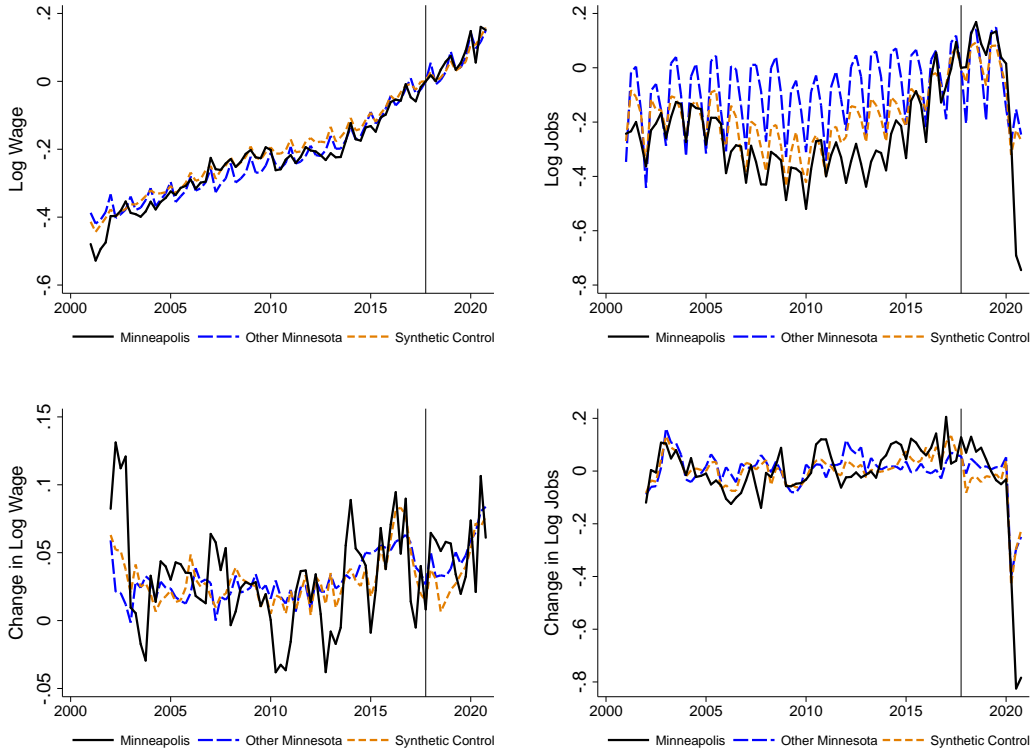 .2
0
-.2
-.4
-.6
Log Wage
2000 2005 2010 2015 2020
Minneapolis Other Minnesota Synthetic Control
.2
0
-.2
-.4
-.6
-.8
Log Jobs
2000 2005 2010 2015 2020
Minneapolis Other Minnesota Synthetic Control
.15
.1
.05
0
-.05
Change in Log Wage
2000 2005 2010 2015 2020
Minneapolis Other Minnesota Synthetic Control
.2
0
-.2
-.4
-.6
-.8
Change in Log Jobs
2000 2005 2010 2015 2020
Minneapolis Other Minnesota Synthetic Control